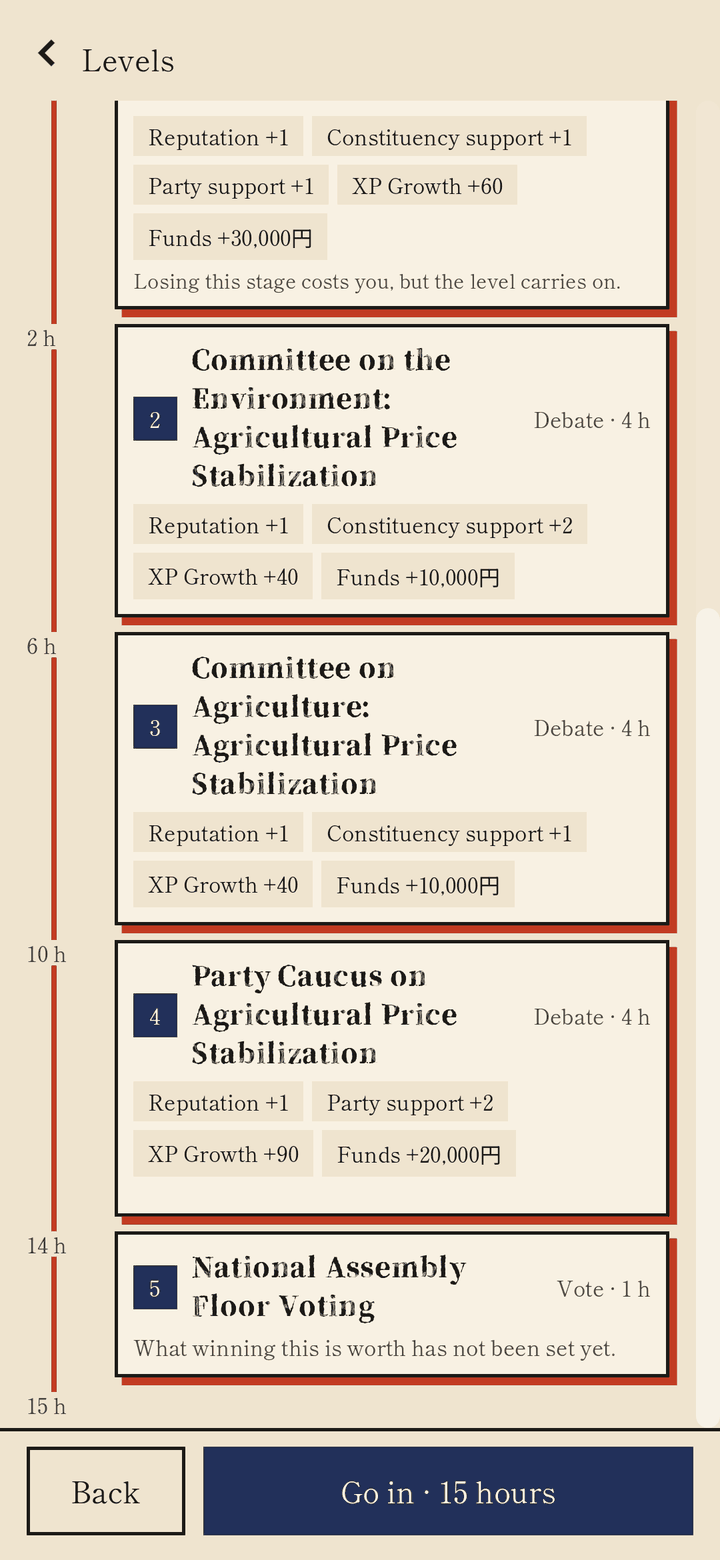 Levels
Reputation +1 Constituency support +1
Party support +1 XP Growth +60
Funds +30,000円
Losing this stage costs you, but the level carries on.
2 h
Committee on the
Environment:
Agricultural Price
Stabilization
2
Debate · 4 h
Reputation +1 Constituency support +2
XP Growth +40 Funds +10,000円
6 h
Committee on
Agriculture:
Agricultural Price
Stabilization
3
Debate · 4 h
Reputation +1 Constituency support +1
XP Growth +40 Funds +10,000円
10 h
Party Caucus on
Agricultural Price
Stabilization
4
Debate · 4 h
Reputation +1 Party support +2
XP Growth +90 Funds +20,000円
14 h
National Assembly
Floor Voting
5
Vote · 1 h
What winning this is worth has not been set yet.
15 h
Back
Go in · 15 hours